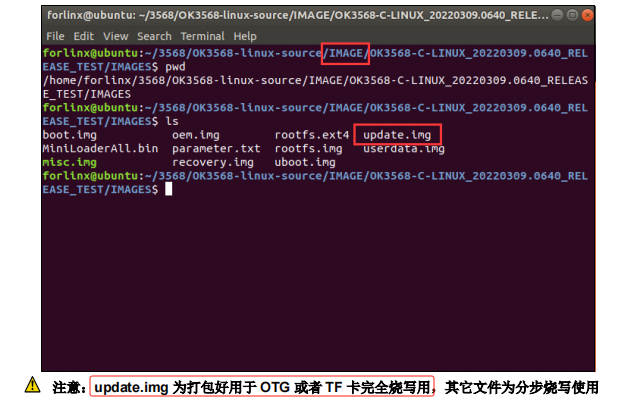 forlinx@ubuntu: ~/3568/OK3568-linux-source/IMAGE/OK3568-C-LINUX_20220309.0640_RELE...
File Edit View Search Terminal Help
forlinx@ubuntu:~/3568/OK3568-linux-source/IMAGE/OK3568-C-LINUX_20220309.0640_REL
EASE_TEST/IMAGES$ pwd
/home/forlinx/3568/OK3568-linux-source/IMAGE/OK3568-C-LINUX_20220309.0640_RELEAS
E_TEST/IMAGES
forlinx@ubuntu:~/3568/OK3568-linux-source/IMAGE/OK3568-C-LINUX_20220309.0640_REL
EASE_TEST/IMAGES$ ls
boot.img oem.img rootfs.ext4 update.img
MiniLoaderAll.bin parameter.txt rootfs.img userdata.img
misc.img recovery.img uboot.img
forlinx@ubuntu:~/3568/OK3568-linux-source/IMAGE/OK3568-C-LINUX_20220309.0640_REL
EASE_TEST/IMAGES$
注意：update.img 为打包好用于 OTG 或者 TF 卡完全烧写用，其它文件为分步烧写使用